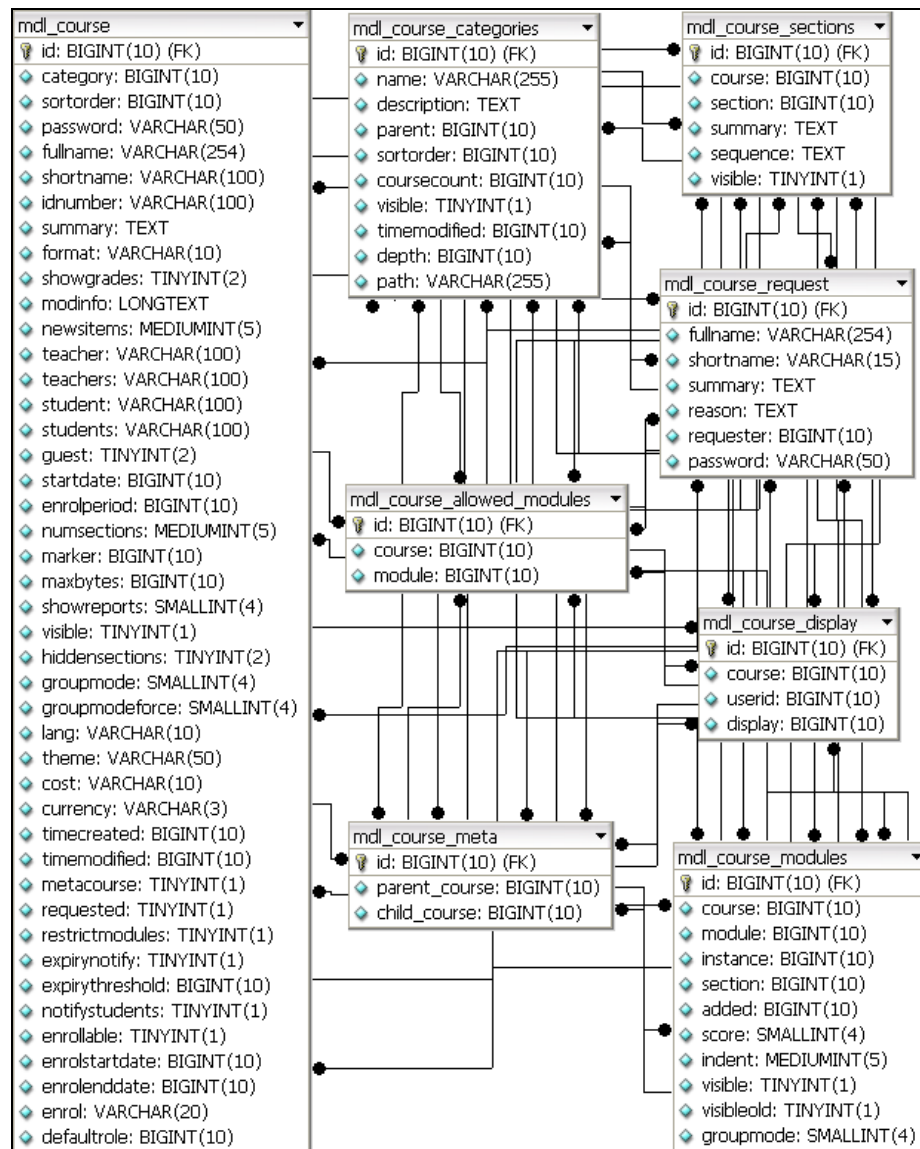 mdl_course
id: BIGINT(10) (FK)
category: BIGINT(10)
sortorder: BIGINT(10)
password: VARCHAR(50)
fullname: VARCHAR(254)
shortname: VARCHAR(100)
idnumber: VARCHAR(100)
summary: TEXT
format: VARCHAR(10)
showgrades: TINYINT(2)
modinfo: LONGTEXT
newsitems: MEDIUMINT(5)
teacher: VARCHAR(100)
teachers: VARCHAR(100)
student: VARCHAR(100)
students: VARCHAR(100)
guest: TINYINT(2)
startdate: BIGINT(10)
enrolperiod: BIGINT(10)
numsections: MEDIUMINT(5)
marker: BIGINT(10)
maxbytes: BIGINT(10)
showreports: SMALLINT(4)
visible: TINYINT(1)
hiddensections: TINYINT(2)
groupmode: SMALLINT(4)
groupmodeforce: SMALLINT(4)
lang: VARCHAR(10)
theme: VARCHAR(50)
cost: VARCHAR(10)
currency: VARCHAR(3)
timecreated: BIGINT(10)
timemodified: BIGINT(10)
metacourse: TINYINT(1)
requested: TINYINT(1)
restrictmodules: TINYINT(1)
expirynotify: TINYINT(1)
expirythreshold: BIGINT(10)
notifystudents: TINYINT(1)
enrollable: TINYINT(1)
enrolstartdate: BIGINT(10)
enrolenddate: BIGINT(10)
enrol: VARCHAR(20)
defaultrole: BIGINT(10)
mdl_course_categories
id: BIGINT(10) (FK)
name: VARCHAR(255)
description: TEXT
parent: BIGINT(10)
sortorder: BIGINT(10)
coursecount: BIGINT(10)
visible: TINYINT(1)
timemodified: BIGINT(10)
depth: BIGINT(10)
path: VARCHAR(255)
mdl_course_allowed_modules
id: BIGINT(10) (FK)
course: BIGINT(10)
module: BIGINT(10)
mdl_course_meta
id: BIGINT(10) (FK)
parent_course: BIGINT(10)
child_course: BIGINT(10)
mdl_course_sections
id: BIGINT(10) (FK)
course: BIGINT(10)
section: BIGINT(10)
summary: TEXT
sequence: TEXT
visible: TINYINT(1)
mdl_course_request
id: BIGINT(10) (FK)
fullname: VARCHAR(254)
shortname: VARCHAR(15)
summary: TEXT
reason: TEXT
requester: BIGINT(10)
password: VARCHAR(50)
mdl_course_display
id: BIGINT(10) (FK)
course: BIGINT(10)
userid: BIGINT(10)
display: BIGINT(10)
mdl_course_modules
id: BIGINT(10) (FK)
course: BIGINT(10)
module: BIGINT(10)
instance: BIGINT(10)
section: BIGINT(10)
added: BIGINT(10)
score: SMALLINT(4)
indent: MEDIUMINT(5)
visible: TINYINT(1)
visibleold: TINYINT(1)
groupmode: SMALLINT(4)